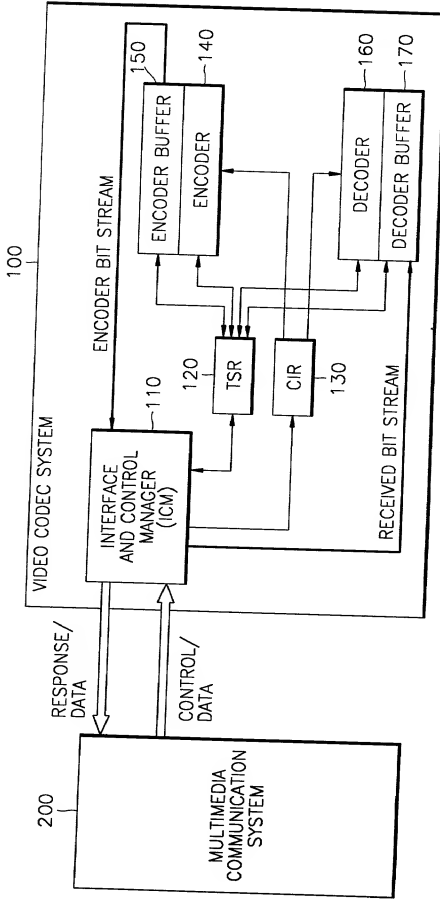 100
VIDEO CODEC SYSTEM
ENCODER BIT STREAM
150
140
ENCODER BUFFER
ENCODER
110
INTERFACE
AND CONTROL
MANAGER
(ICM)
120
TSR
CIR
130
160
170
DECODER
DECODER BUFFER
RECEIVED BIT STREAM
RESPONSE/
DATA
CONTROL/
DATA
200
MULTIMEDIA
COMMUNICATION
SYSTEM